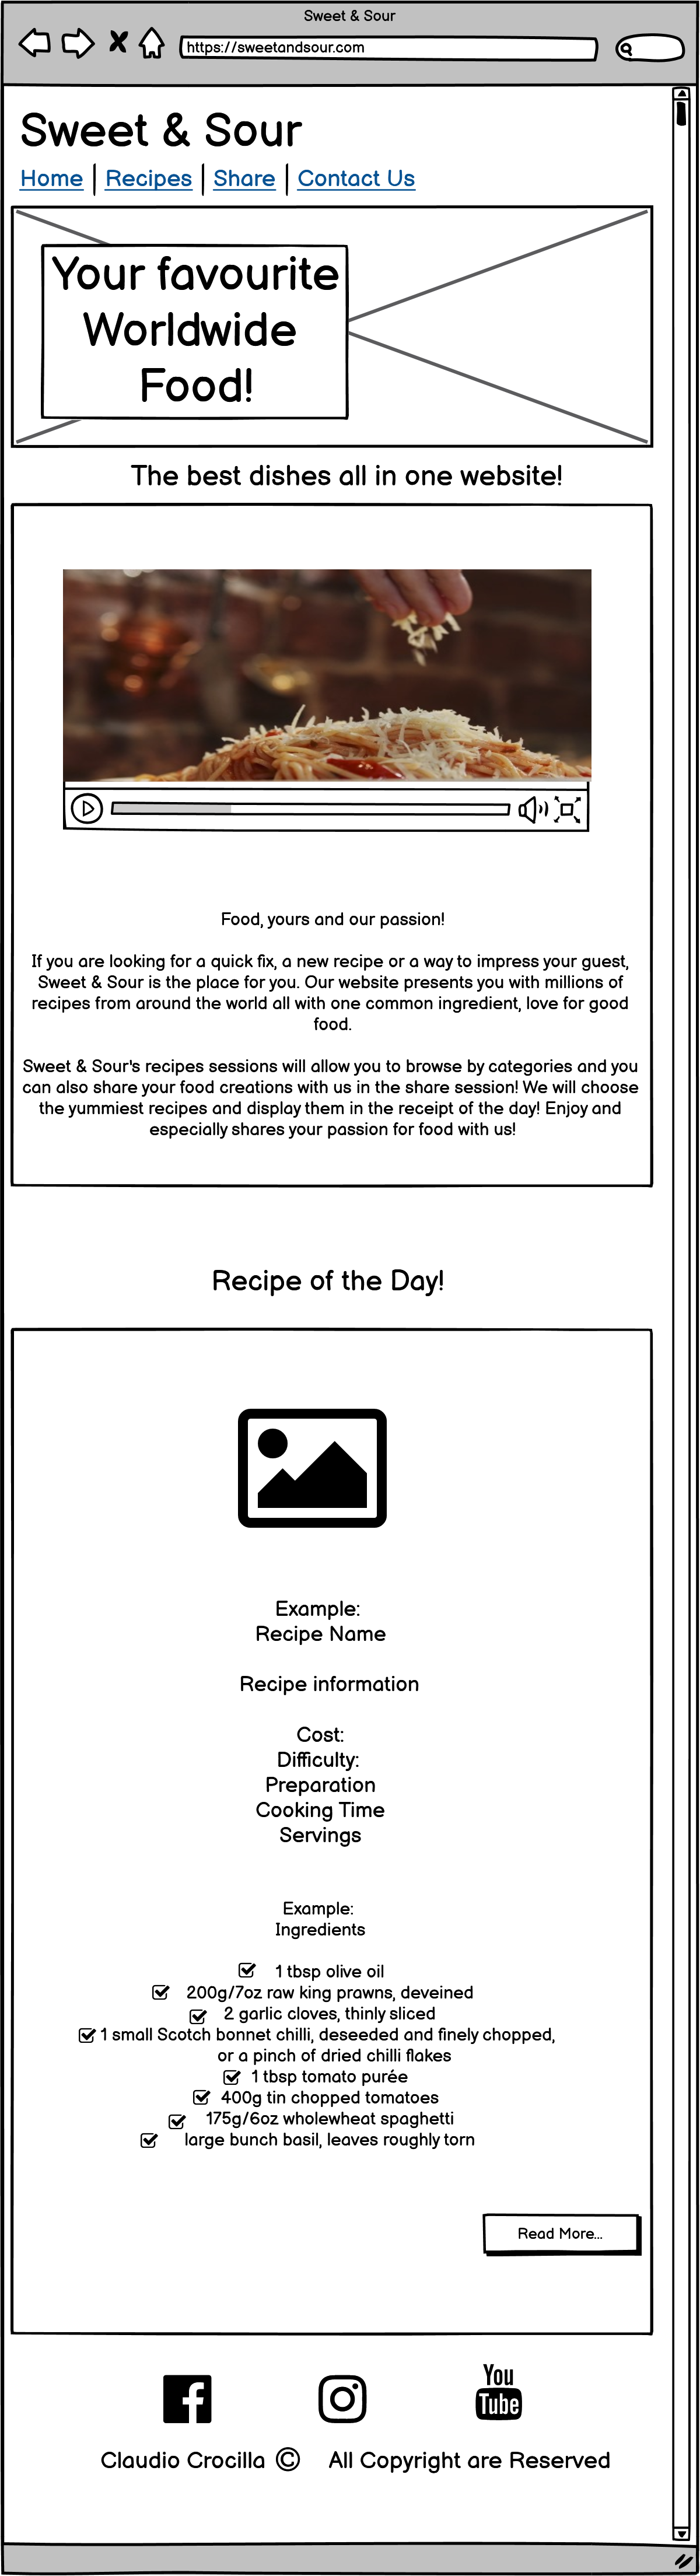 Sweet & Sour
https://sweetandsour.com
Sweet & Sour
Home | Recipes | Share | Contact Us
Your favourite
Worldwide
Food!
The best dishes all in one website!
Food, yours and our passion!
If you are looking for a quick fix, a new recipe or a way to impress your guest,
Sweet & Sour is the place for you. Our website presents you with millions of
recipes from around the world all with one common ingredient, love for good
food.
Sweet & Sour's recipes sessions will allow you to browse by categories and you
can also share your food creations with us in the share session! We will choose
the yummiest recipes and display them in the receipt of the day! Enjoy and
especially shares your passion for food with us!
Recipe of the Day!
Example:
Recipe Name
Recipe information
Cost:
Difficulty:
Preparation
Cooking Time
Servings
Example:
Ingredients
1 tbsp olive oil
200g/7oz raw king prawns, deveined
2 garlic cloves, thinly sliced
1 small Scotch bonnet chilli, deseeded and finely chopped,
or a pinch of dried chilli flakes
1 tbsp tomato purée
400g tin chopped tomatoes
175g/6oz wholewheat spaghetti
large bunch basil, leaves roughly torn
Read More...
You
Tube
Claudio Crocilla © All Copyright are Reserved